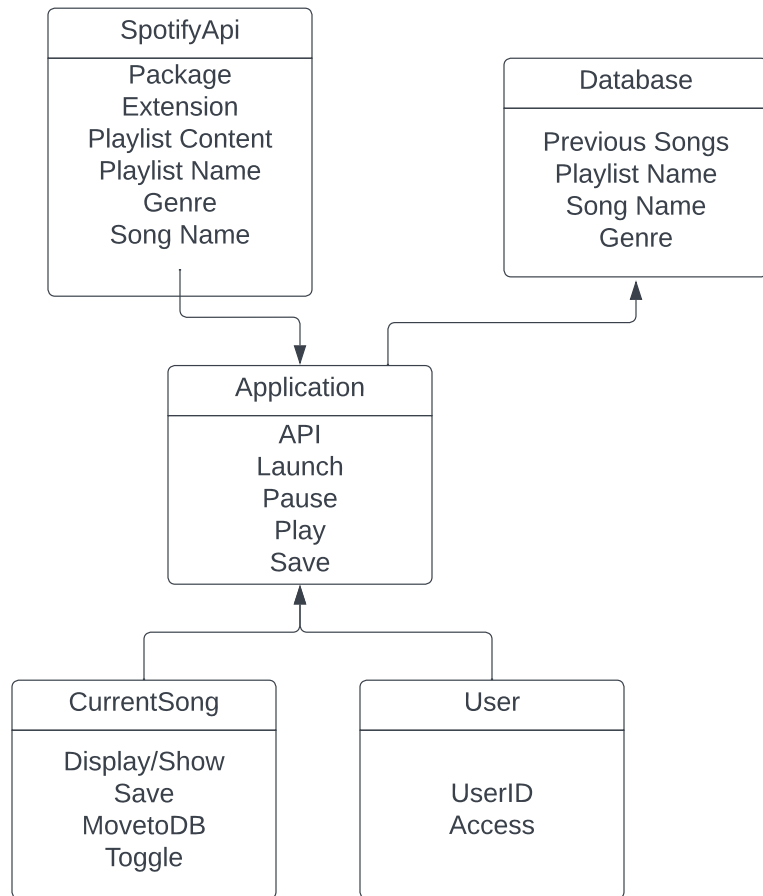 SpotifyApi
Package
Extension
Playlist Content
Playlist Name
Genre
Song Name
Database
Previous Songs
Playlist Name
Song Name
Genre
Application
API
Launch
Pause
Play
Save
CurrentSong
Display/Show
Save
MovetoDB
Toggle
User
UserID
Access